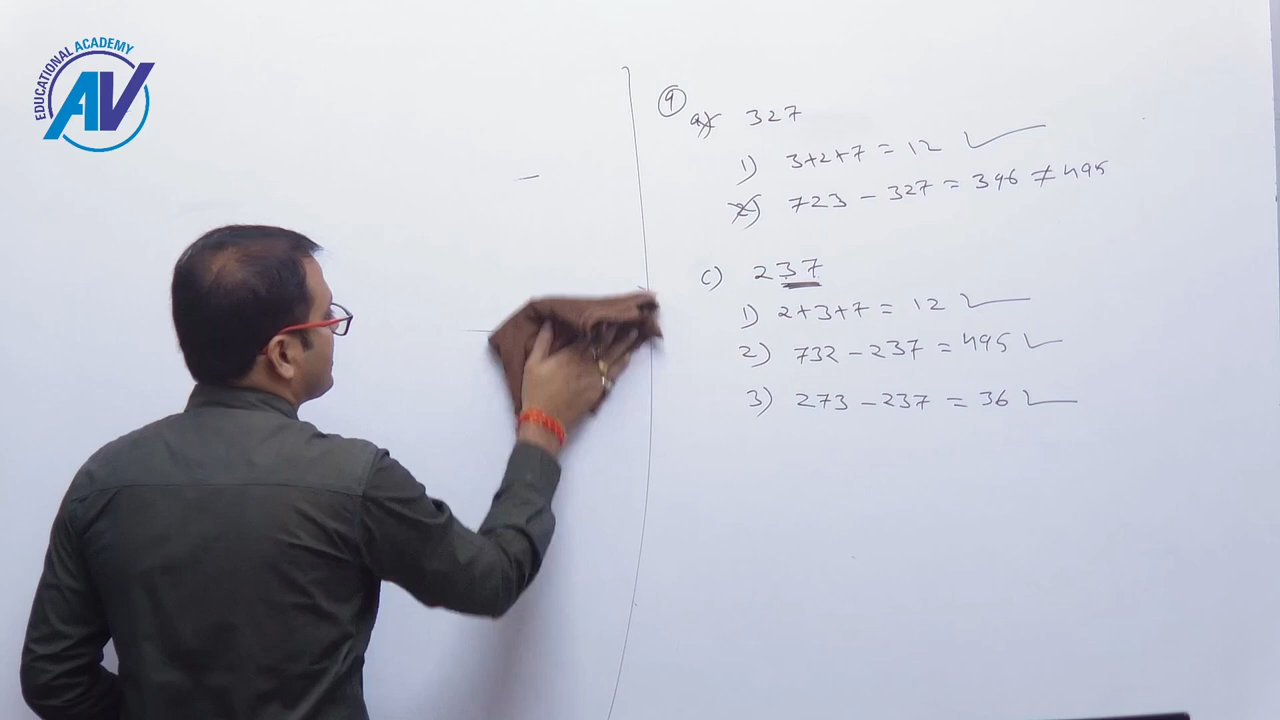 EDUCATIONAL ACADEMY
AV
9
a) 327
1) 3+2+7 = 12 ✓
2) 723 - 327 = 396 ≠ 495
c) 237
1) 2+3+7 = 12 ✓
2) 732 - 237 = 495 ✓
3) 273 - 237 = 36 ✓